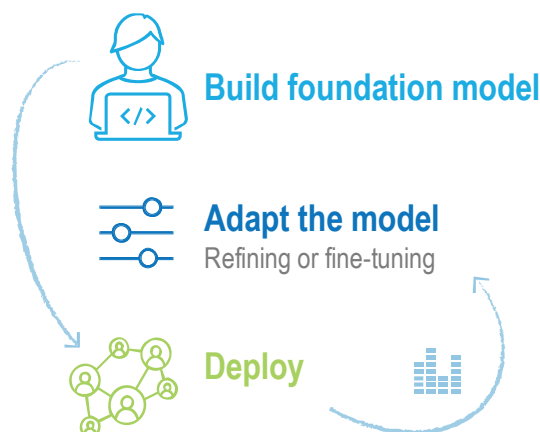 </>
Build foundation model
Adapt the model
Refining or fine-tuning
Deploy